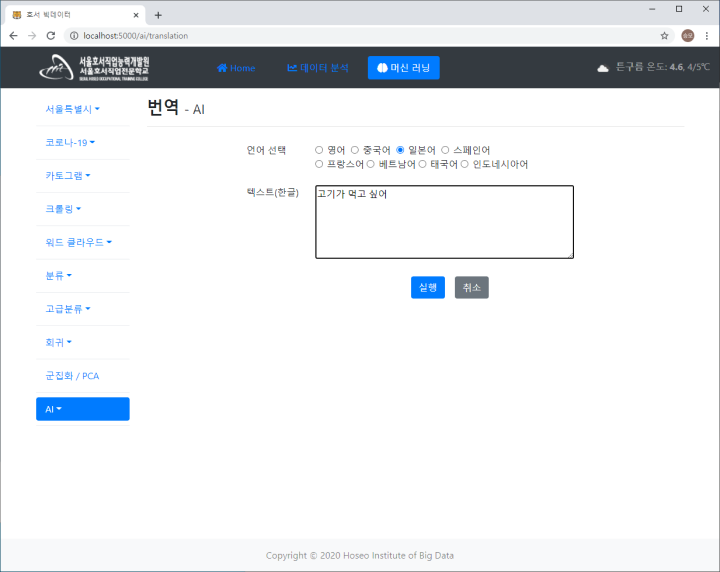 호서 빅데이터
localhost:5000/ai/translation
서울호서직업능력개발원
서울호서직업전문학교
SEOUL HOSEO OCCUPATIONAL TRAINING COLLEGE
Home
데이터 분석
머신 러닝
튼구름 온도: 4.6, 4/5℃
서울특별시
코로나-19
카토그램
크롤링
워드 클라우드
분류
고급분류
회귀
군집화 / PCA
AI
번역 - AI
언어 선택
영어 중국어 일본어 스페인어
프랑스어 베트남어 태국어 인도네시아어
텍스트(한글)
고기가 먹고 싶어
실행 취소
Copyright © 2020 Hoseo Institute of Big Data